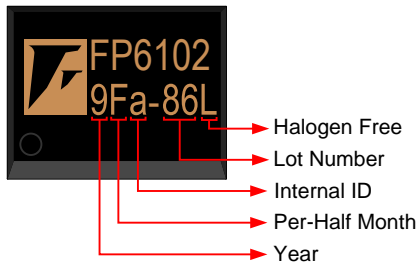 FP6102
9Fa-86L
Halogen Free
Lot Number
Internal ID
Per-Half Month
Year